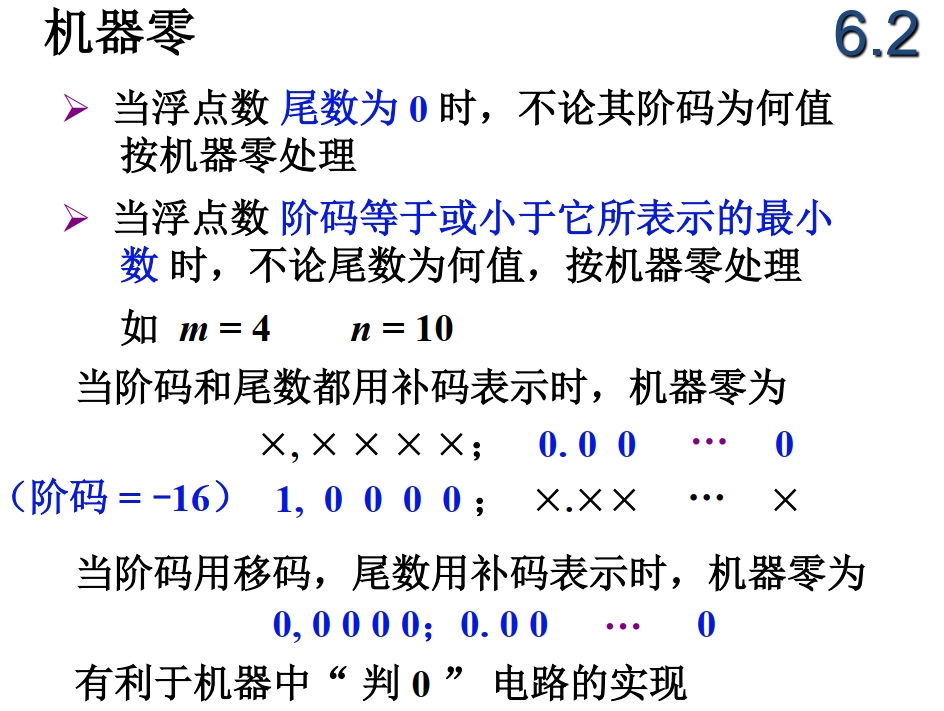 机器零 6.2
当浮点数 尾数为 0 时，不论其阶码为何值
按机器零处理
当浮点数 阶码等于或小于它所表示的最小
数 时，不论尾数为何值，按机器零处理
如 m = 4 n = 10
当阶码和尾数都用补码表示时，机器零为
×, × × × ×； 0. 0 0 … 0
（阶码 = −16） 1, 0 0 0 0； ×.×× … ×
当阶码用移码，尾数用补码表示时，机器零为
0, 0 0 0 0；0. 0 0 … 0
有利于机器中“ 判 0 ” 电路的实现